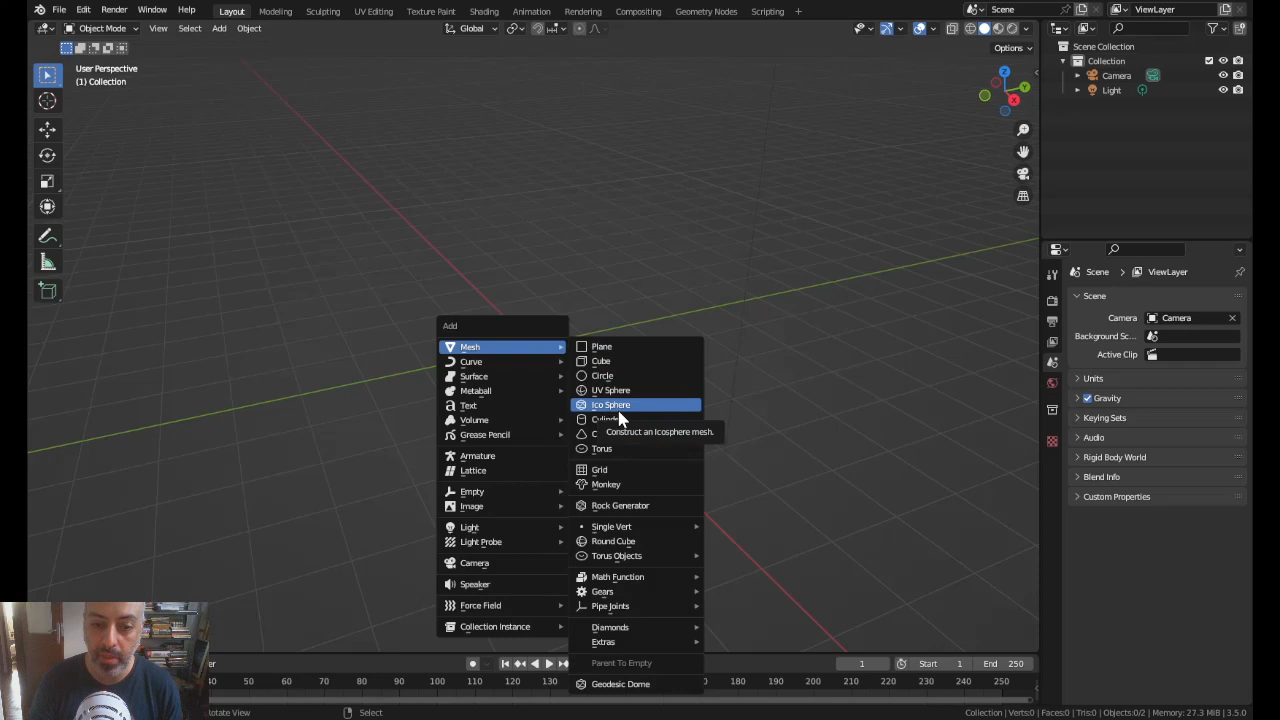 File Edit Render Window Help Layout Modeling Sculpting UV Editing Texture Paint Shading Animation Rendering Compositing Geometry Nodes Scripting + Scene ViewLayer
Object Mode View Select Add Object Global
Options
User Perspective
(1) Collection
Scene Collection
Collection
Camera
Light
Scene ViewLayer
Scene
Camera Camera
Background Sc...
Active Clip
Units
Gravity
Keying Sets
Audio
Rigid Body World
Blend Info
Custom Properties
Add
Mesh
Curve
Surface
Metaball
Text
Volume
Grease Pencil
Armature
Lattice
Empty
Image
Light
Light Probe
Camera
Speaker
Force Field
Collection Instance
Plane
Cube
Circle
UV Sphere
Ico Sphere
Construct an Icosphere mesh.
Torus
Grid
Monkey
Rock Generator
Single Vert
Round Cube
Torus Objects
Math Function
Gears
Pipe Joints
Diamonds
Extras
Parent To Empty
Geodesic Dome
1 Start 1 End 250
40 50 60 70 80 90 100 110 120 130 180 190 200 210 220 230 240 250
Rotate View Select Collection | Verts:0 | Faces:0 | Tris:0 | Objects:0/2 | Memory: 27.3 MiB | 3.5.0